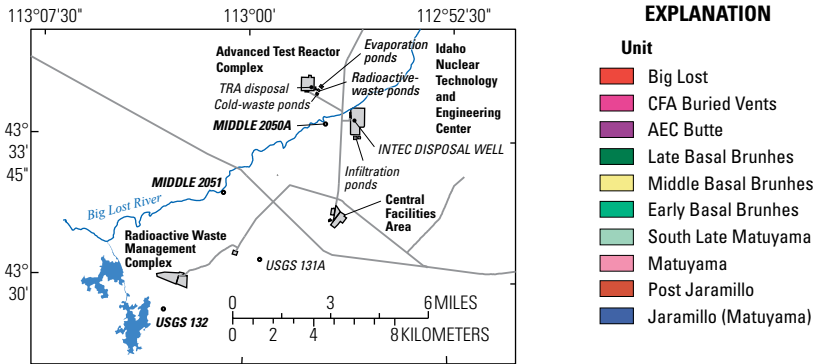 113°07'30"
113°00'
112°52'30"
43°
33'
45"
43°
30'
Advanced Test Reactor
Complex
Evaporation
ponds
TRA disposal
Radioactive-
waste ponds
Cold-waste ponds
Idaho
Nuclear
Technology
and
Engineering
Center
MIDDLE 2050A
INTEC DISPOSAL WELL
Infiltration
ponds
MIDDLE 2051
Big Lost River
Central
Facilities
Area
Radioactive Waste
Management
Complex
USGS 131A
USGS 132
0 3 6 MILES
0 2 4 8 KILOMETERS
EXPLANATION
Unit
Big Lost
CFA Buried Vents
AEC Butte
Late Basal Brunhes
Middle Basal Brunhes
Early Basal Brunhes
South Late Matuyama
Matuyama
Post Jaramillo
Jaramillo (Matuyama)